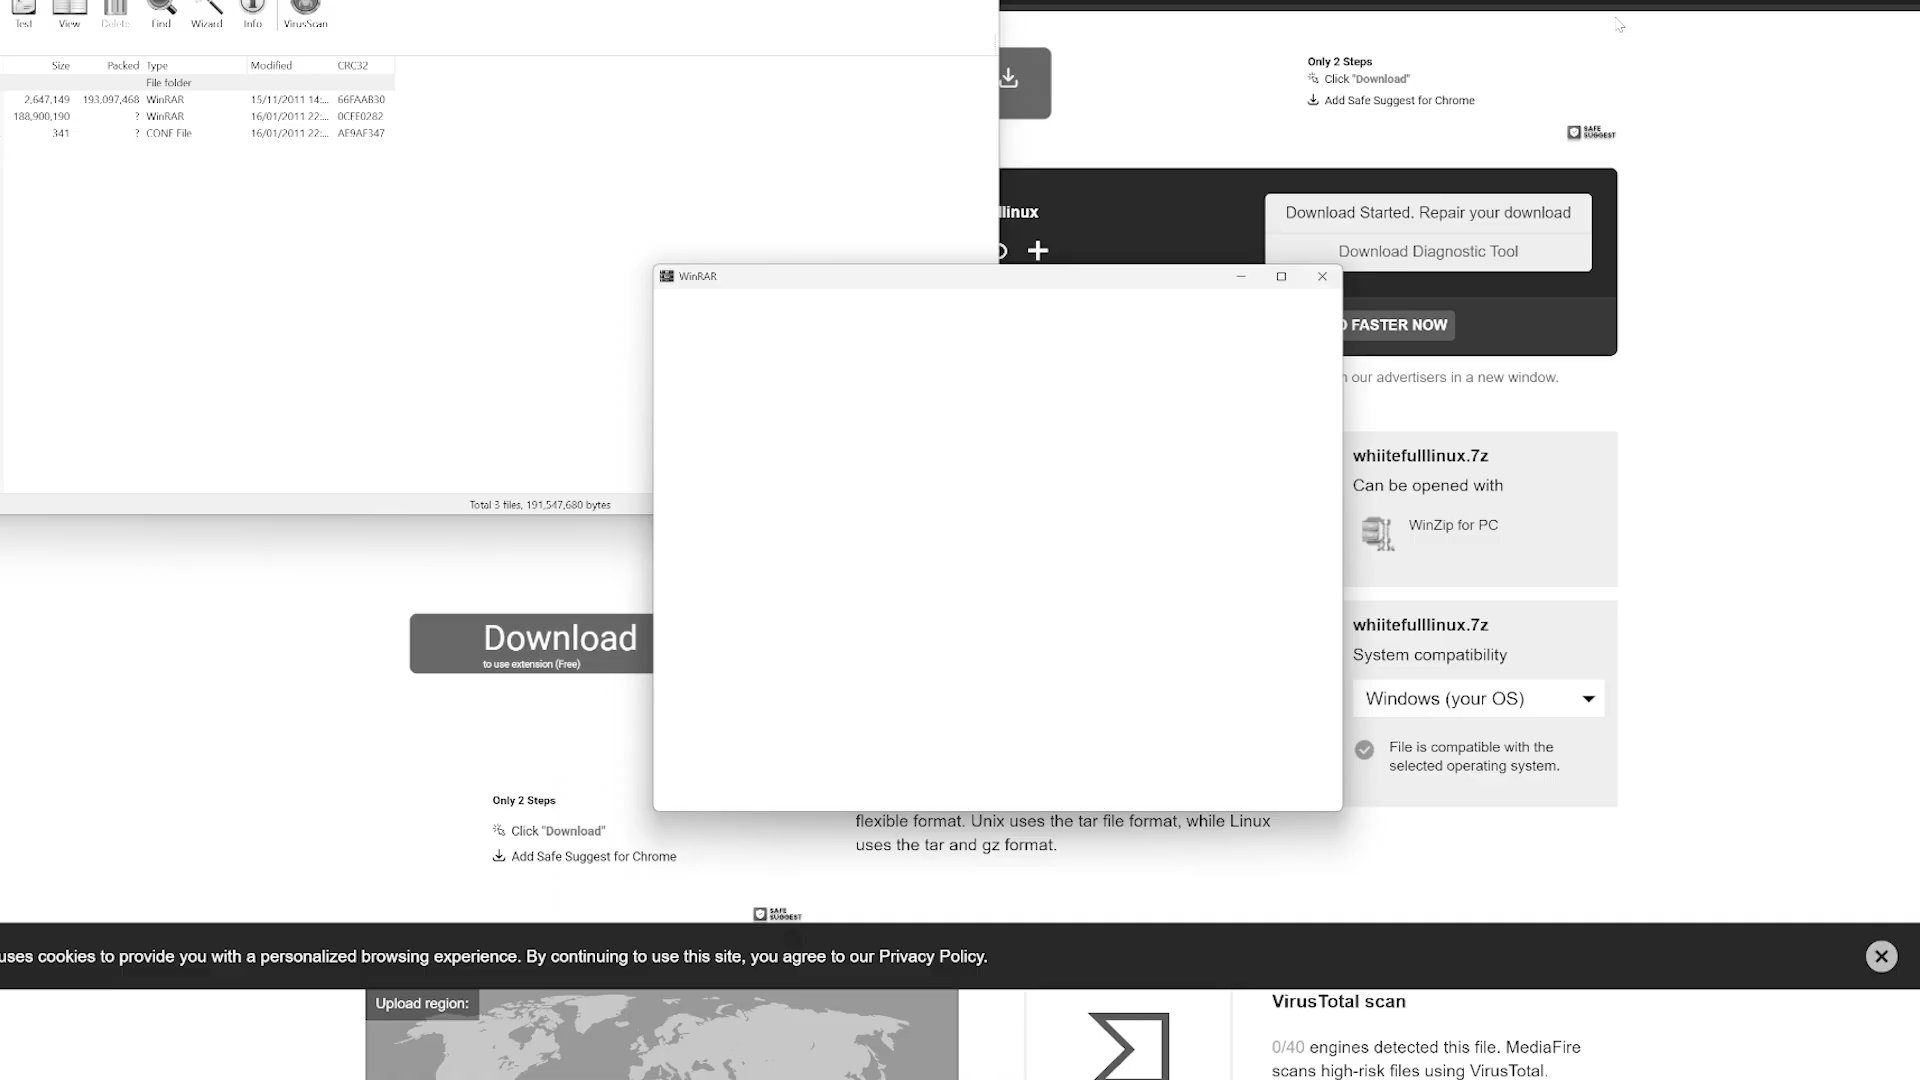 Test View Delete Find Wizard Info VirusScan
Size Packed Type Modified CRC32
File folder
2,647,149 193,097,468 WinRAR 15/11/2011 14:... 66FAAB30
188,900,190 ? WinRAR 16/01/2011 22:... 0CFE0282
341 ? CONF File 16/01/2011 22:... AE9AF347
Total 3 files, 191,547,680 bytes
Only 2 Steps
Click "Download"
Add Safe Suggest for Chrome
SAFE
SUGGEST
llinux
Download Started. Repair your download
Download Diagnostic Tool
WinRAR
FASTER NOW
our advertisers in a new window.
whiitefulllinux.7z
Can be opened with
WinZip for PC
whiitefulllinux.7z
System compatibility
Windows (your OS)
File is compatible with the
selected operating system.
Download
to use extension (Free)
Only 2 Steps
Click "Download"
Add Safe Suggest for Chrome
SAFE
SUGGEST
flexible format. Unix uses the tar file format, while Linux
uses the tar and gz format.
uses cookies to provide you with a personalized browsing experience. By continuing to use this site, you agree to our Privacy Policy.
Upload region:
VirusTotal scan
0/40 engines detected this file. MediaFire
scans high-risk files using VirusTotal.